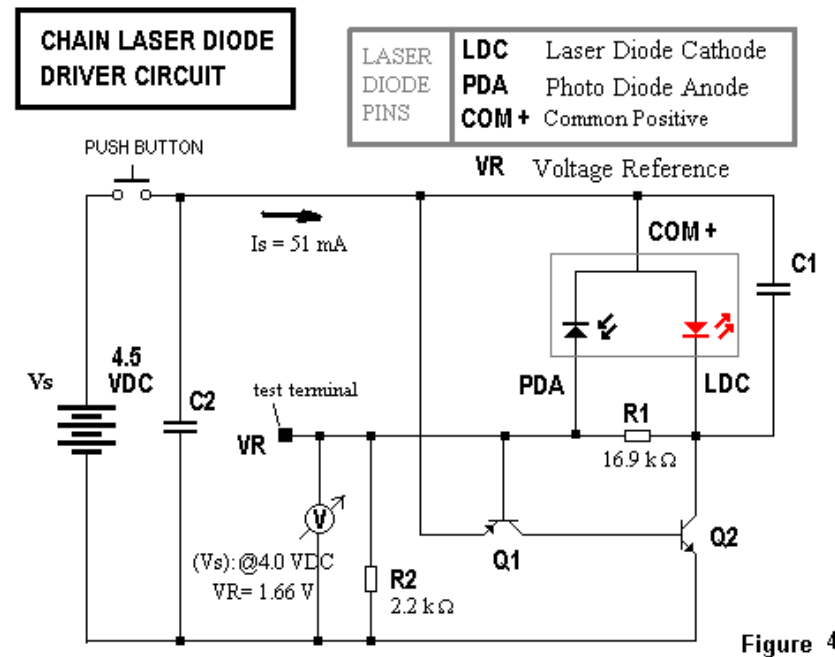 CHAIN LASER DIODE
DRIVER CIRCUIT
LASER
DIODE
PINS
LDC Laser Diode Cathode
PDA Photo Diode Anode
COM + Common Positive
VR Voltage Reference
PUSH BUTTON
Is = 51 mA
COM +
C1
4.5
VDC
Vs
C2
test terminal
VR
PDA
LDC
R1
16.9 k Ω
V
(Vs): @4.0 VDC
VR= 1.66 V
R2
2.2 k Ω
Q1
Q2
Figure 4